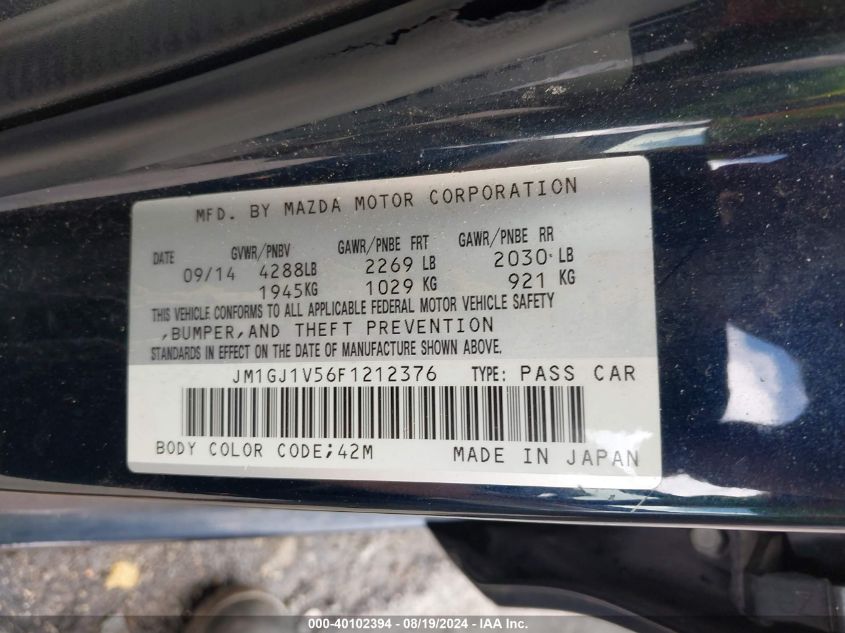 MFD. BY MAZDA MOTOR CORPORATION
DATE GVWR/PNBV GAWR/PNBE FRT GAWR/PNBE RR
09/14 4288LB 2269 LB 2030 LB
1945KG 1029 KG 921 KG
THIS VEHICLE CONFORMS TO ALL APPLICABLE FEDERAL MOTOR VEHICLE SAFETY
,BUMPER,AND THEFT PREVENTION
STANDARDS IN EFFECT ON THE DATE OF MANUFACTURE SHOWN ABOVE.
JM1GJ1V56F1212376 TYPE: PASS CAR
BODY COLOR CODE;42M MADE IN JAPAN
000-40102394 - 08/19/2024 - IAAI, Inc.